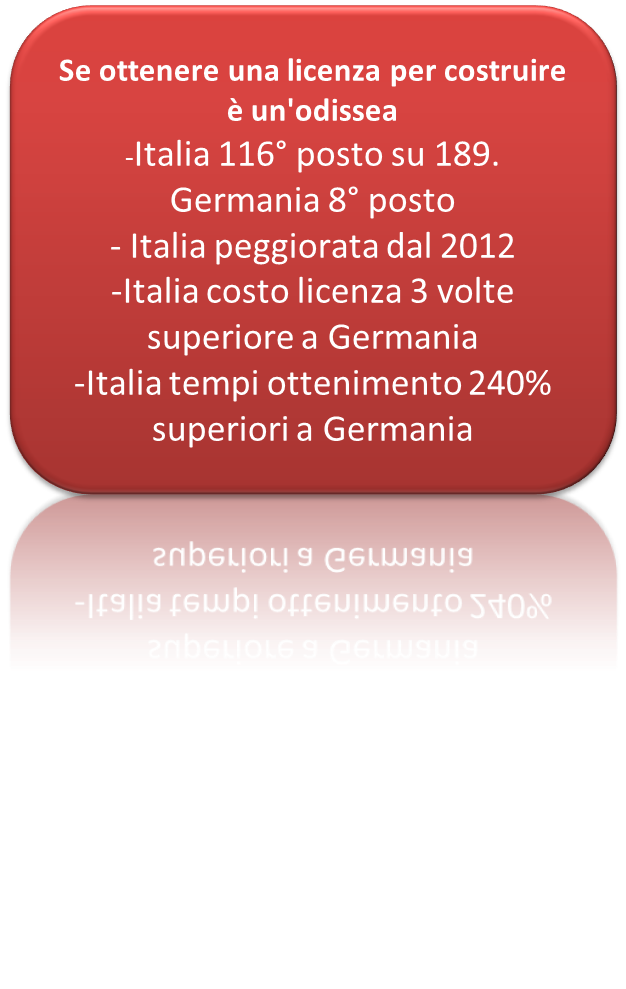 Se ottenere una licenza per costruire
è un'odissea
-Italia 116° posto su 189.
Germania 8° posto
- Italia peggiorata dal 2012
-Italia costo licenza 3 volte
superiore a Germania
-Italia tempi ottenimento 240%
superiori a Germania